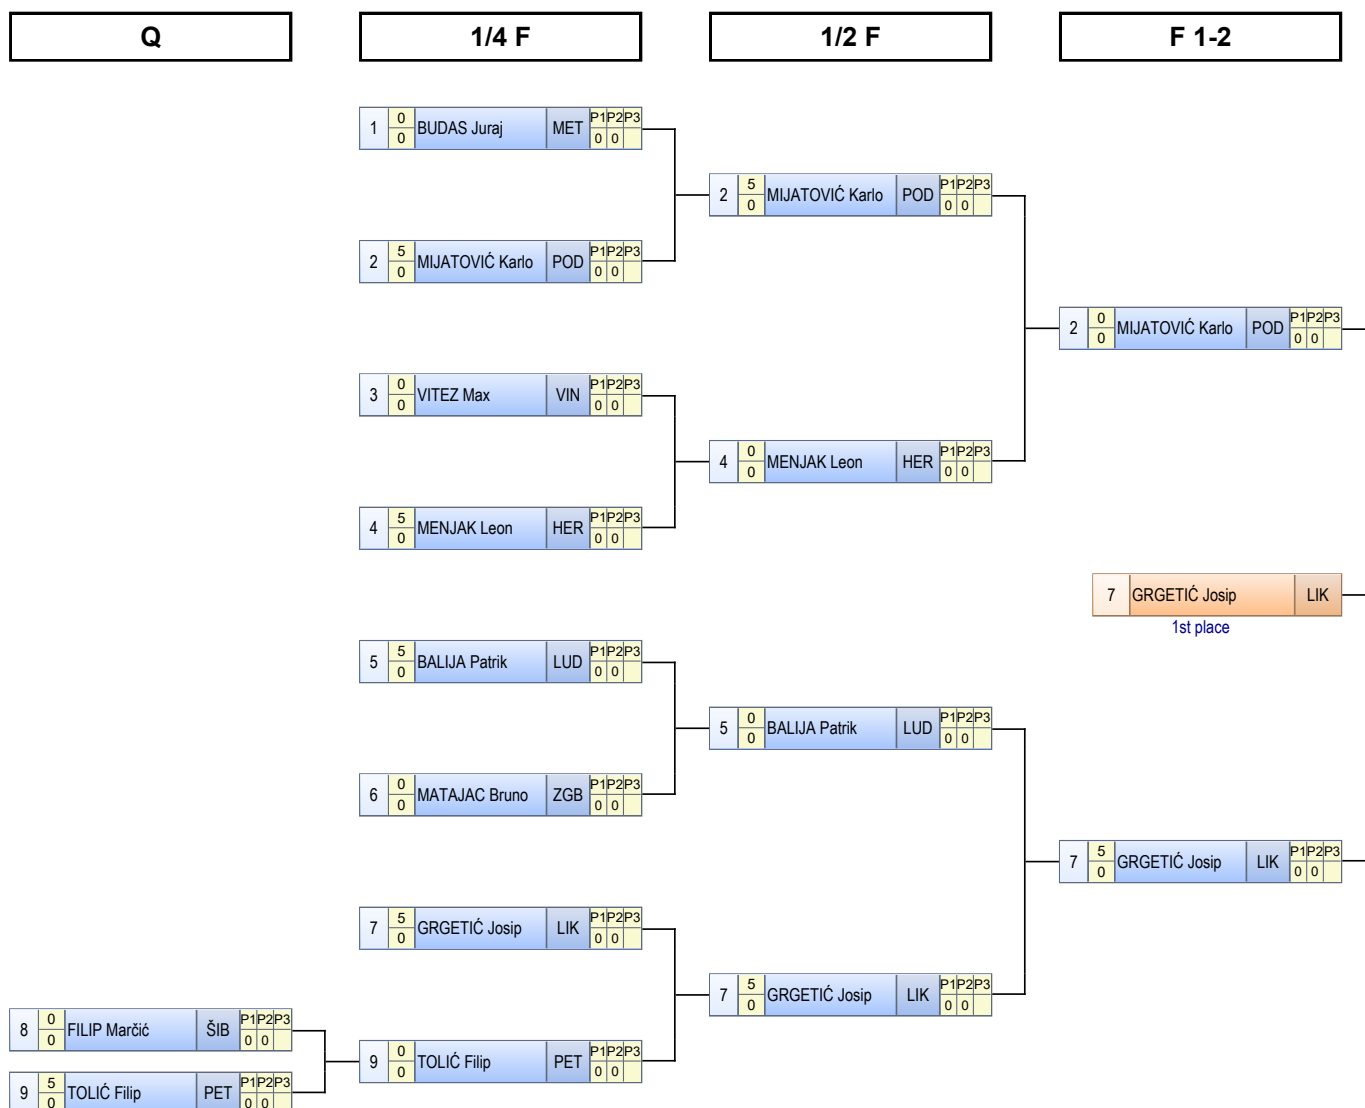 Q 1/4 F 1/2 F F 1-2
1 0 0 BUDAS Juraj MET P1 P2 P3 0 0
2 5 0 MIJATOVIĆ Karlo POD P1 P2 P3 0 0
2 5 0 MIJATOVIĆ Karlo POD P1 P2 P3 0 0
2 0 0 MIJATOVIĆ Karlo POD P1 P2 P3 0 0
3 0 0 VITEZ Max VIN P1 P2 P3 0 0
4 0 0 MENJAK Leon HER P1 P2 P3 0 0
4 5 0 MENJAK Leon HER P1 P2 P3 0 0
7 GRGETIĆ Josip LIK
1st place
5 5 0 BALIJA Patrik LUD P1 P2 P3 0 0
5 0 0 BALIJA Patrik LUD P1 P2 P3 0 0
6 0 0 MATAJAC Bruno ZGB P1 P2 P3 0 0
7 5 0 GRGETIĆ Josip LIK P1 P2 P3 0 0
7 5 0 GRGETIĆ Josip LIK P1 P2 P3 0 0
7 5 0 GRGETIĆ Josip LIK P1 P2 P3 0 0
8 0 0 FILIP Marčić ŠIB P1 P2 P3 0 0
9 0 0 TOLIĆ Filip PET P1 P2 P3 0 0
9 5 0 TOLIĆ Filip PET P1 P2 P3 0 0